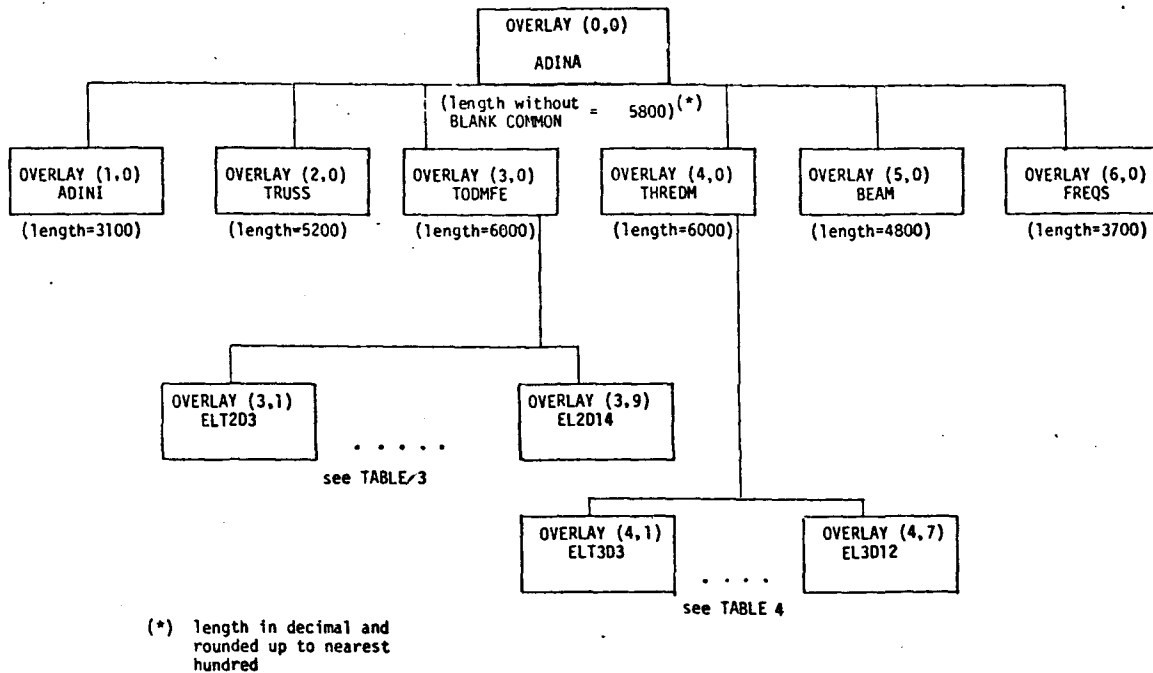 OVERLAY (0,0)
ADINA
(length without BLANK COMMON = 5800)(*)
OVERLAY (1,0)
ADINI
(length=3100)
OVERLAY (2,0)
TRUSS
(length=5200)
OVERLAY (3,0)
TODMFE
(length=6000)
OVERLAY (4,0)
THREDM
(length=6000)
OVERLAY (5,0)
BEAM
(length=4800)
OVERLAY (6,0)
FREQS
(length=3700)
OVERLAY (3,1)
ELT2D3
. . . . .
OVERLAY (3,9)
EL2D14
see TABLE 3
OVERLAY (4,1)
ELT3D3
. . . .
OVERLAY (4,7)
EL3D12
see TABLE 4
(*) length in decimal and
rounded up to nearest
hundred